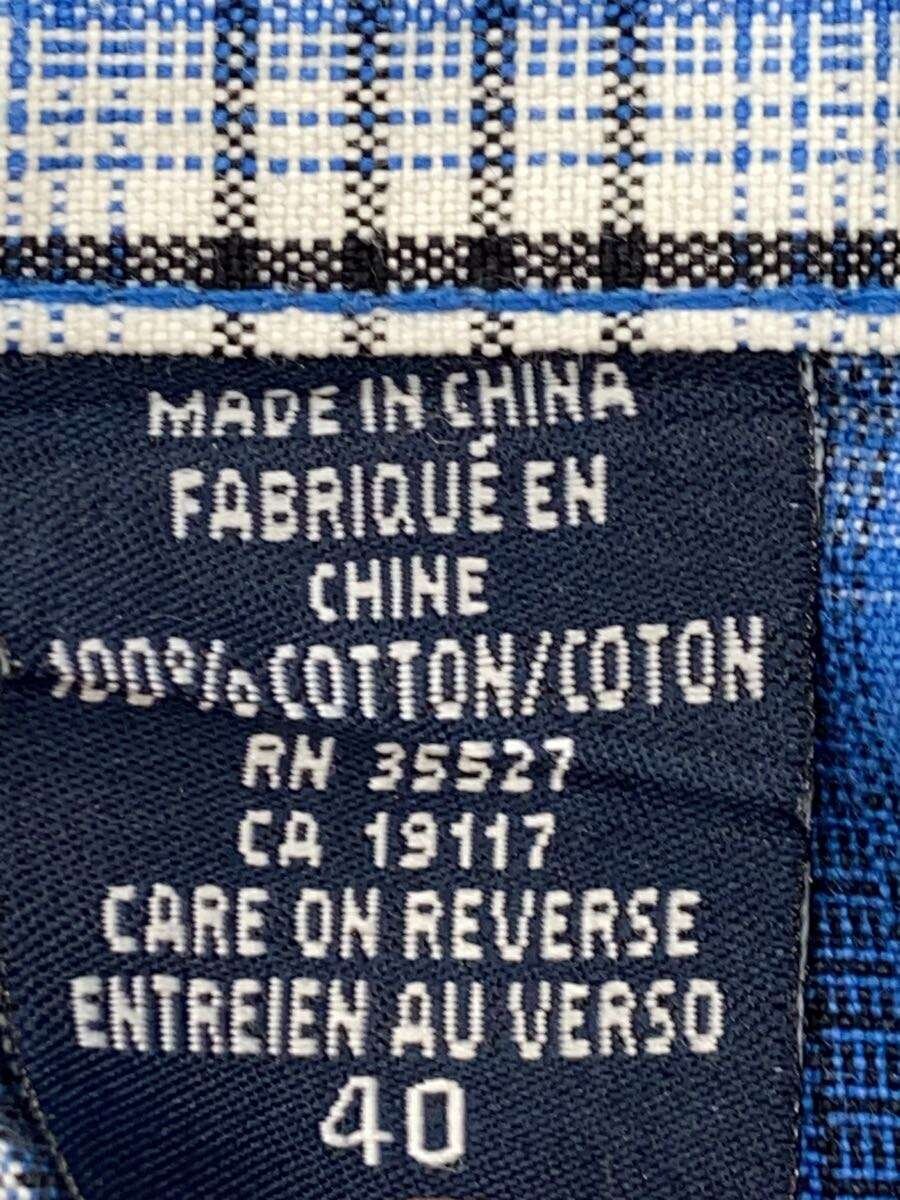 MADE IN CHINA
FABRIQUÉ EN
CHINE
100% COTTON/COTON
RN 35527
CA 19117
CARE ON REVERSE
ENTREIEN AU VERSO
40